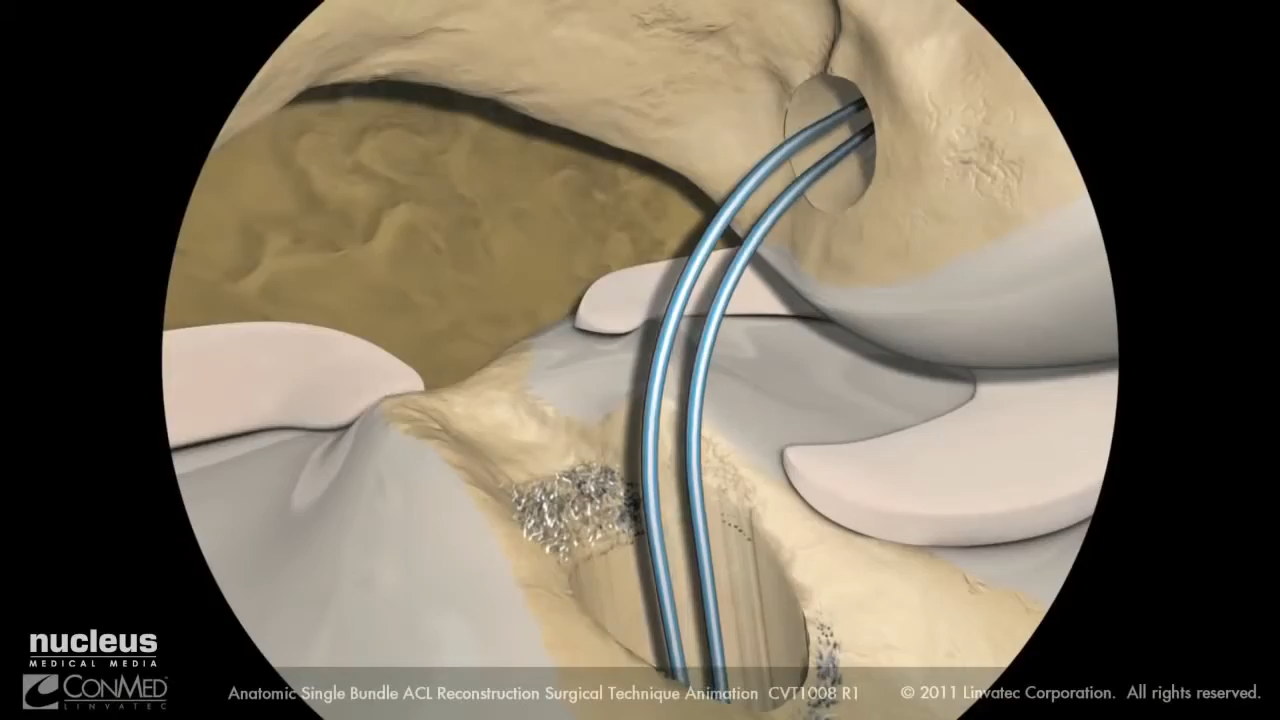 nucleus
MEDICAL MEDIA
CONMED
LINVATEC
Anatomic Single Bundle ACL Reconstruction Surgical Technique Animation CVT1008 R1 © 2011 Linvatec Corporation. All rights reserved.